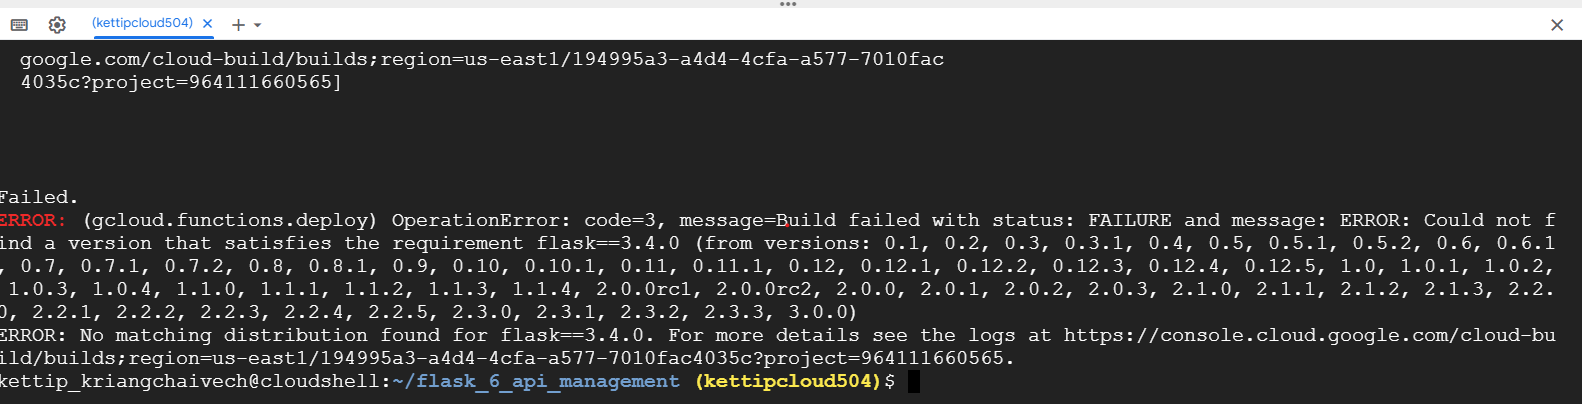 (kettipcloud504)
google.com/cloud-build/builds;region=us-east1/194995a3-a4d4-4cfa-a577-7010fac
4035c?project=964111660565]
Failed.
ERROR: (gcloud.functions.deploy) OperationError: code=3, message=Build failed with status: FAILURE and message: ERROR: Could not f
ind a version that satisfies the requirement flask==3.4.0 (from versions: 0.1, 0.2, 0.3, 0.3.1, 0.4, 0.5, 0.5.1, 0.5.2, 0.6, 0.6.1
, 0.7, 0.7.1, 0.7.2, 0.8, 0.8.1, 0.9, 0.10, 0.10.1, 0.11, 0.11.1, 0.12, 0.12.1, 0.12.2, 0.12.3, 0.12.4, 0.12.5, 1.0, 1.0.1, 1.0.2,
1.0.3, 1.0.4, 1.1.0, 1.1.1, 1.1.2, 1.1.3, 1.1.4, 2.0.0rc1, 2.0.0rc2, 2.0.0, 2.0.1, 2.0.2, 2.0.3, 2.1.0, 2.1.1, 2.1.2, 2.1.3, 2.2.
0, 2.2.1, 2.2.2, 2.2.3, 2.2.4, 2.2.5, 2.3.0, 2.3.1, 2.3.2, 2.3.3, 3.0.0)
ERROR: No matching distribution found for flask==3.4.0. For more details see the logs at https://console.cloud.google.com/cloud-bu
ild/builds;region=us-east1/194995a3-a4d4-4cfa-a577-7010fac4035c?project=964111660565.
kettip_kriangchaivech@cloudshell:~/flask_6_api_management (kettipcloud504)$